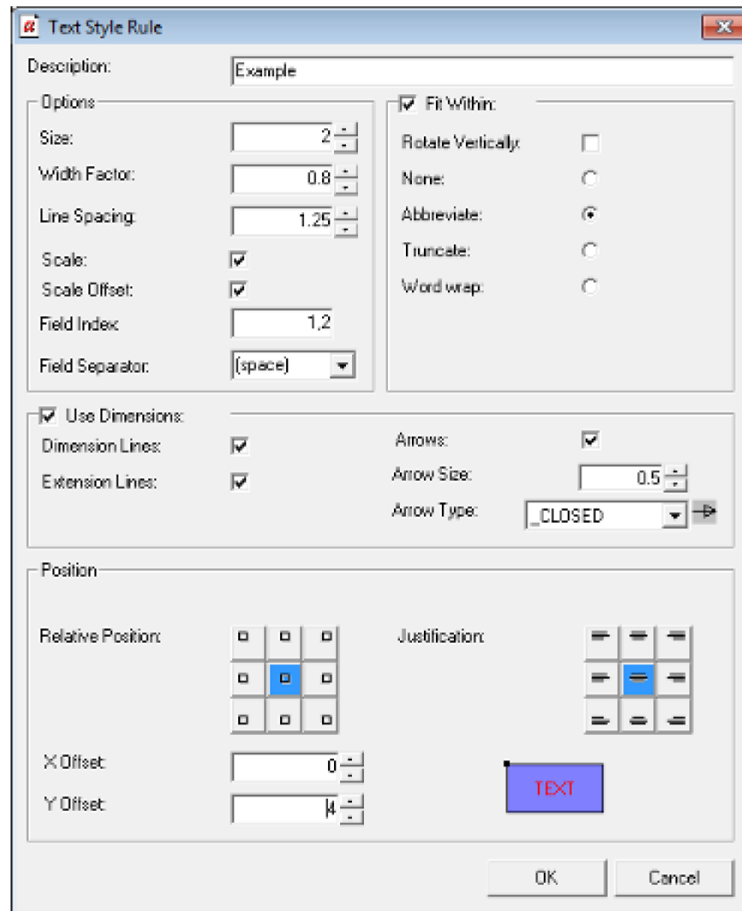 Text Style Rule
Description: Example
Options
Size: 2
Width Factor: 0.8
Line Spacing: 1.25
Scale:
Scale Offset:
Field Index: 1,2
Field Separator: (space)
Fit Within:
Rotate Vertically:
None:
Abbreviate:
Truncate:
Word wrap:
Use Dimensions:
Dimension Lines:
Extension Lines:
Arrows:
Arrow Size: 0.5
Arrow Type: _CLOSED
Position
Relative Position:
Justification:
X Offset: 0
Y Offset: 4
TEXT
OK
Cancel